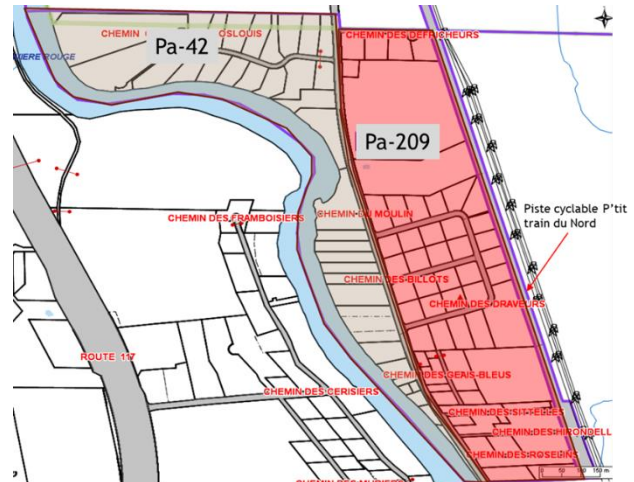 CHEMIN
OSLOUIS
Pa-42
CHEMIN DES DEFRICHEURS
IERE ROUGE
Pa-209
Piste cyclable P'tit
train du Nord
CHEMIN DES FRAMBOISIERS
CHEMIN DU MOULIN
CHEMIN DES BILLOTS
CHEMIN DES DRAVEURS
ROUTE 117
CHEMIN DES GEAIS-BLEUS
CHEMIN DES CERISIERS
CHEMIN DES SITTELLES
CHEMIN DES HIRONDELL
CHEMIN DES ROSELINS